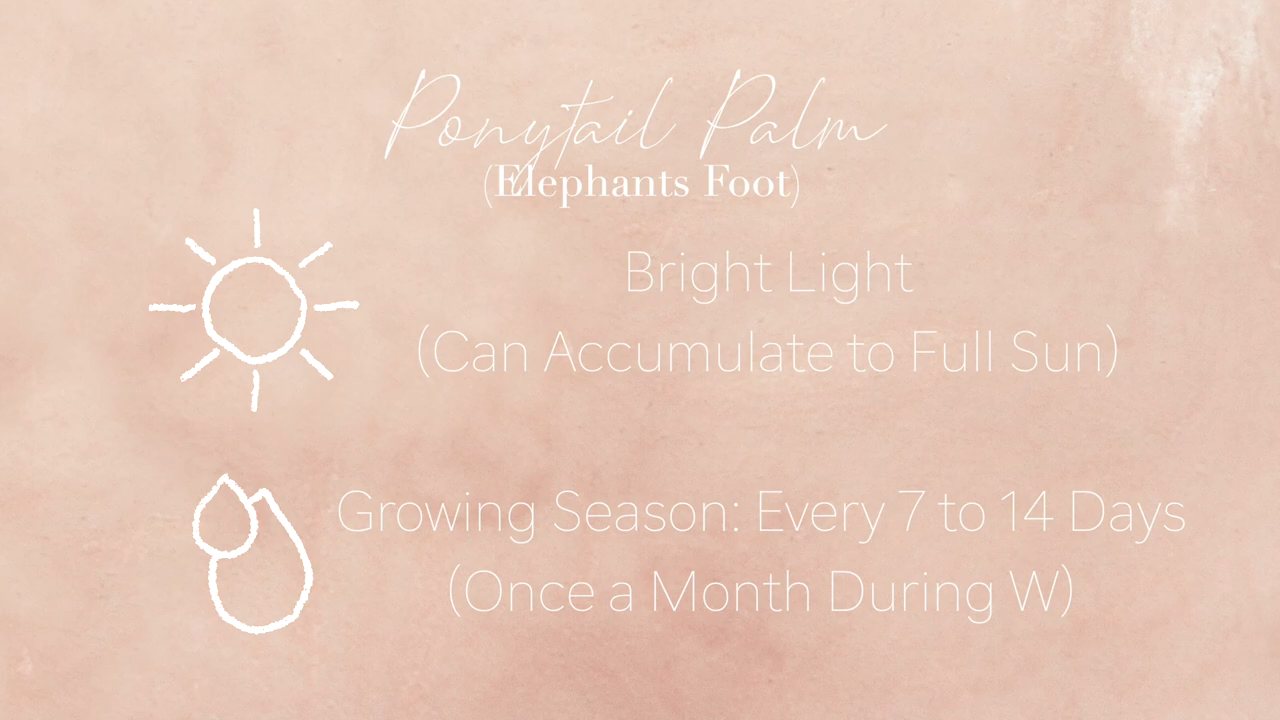 Ponytail Palm
(Elephants Foot)
Bright Light
(Can Accumulate to Full Sun)
Growing Season: Every 7 to 14 Days
(Once a Month During W)